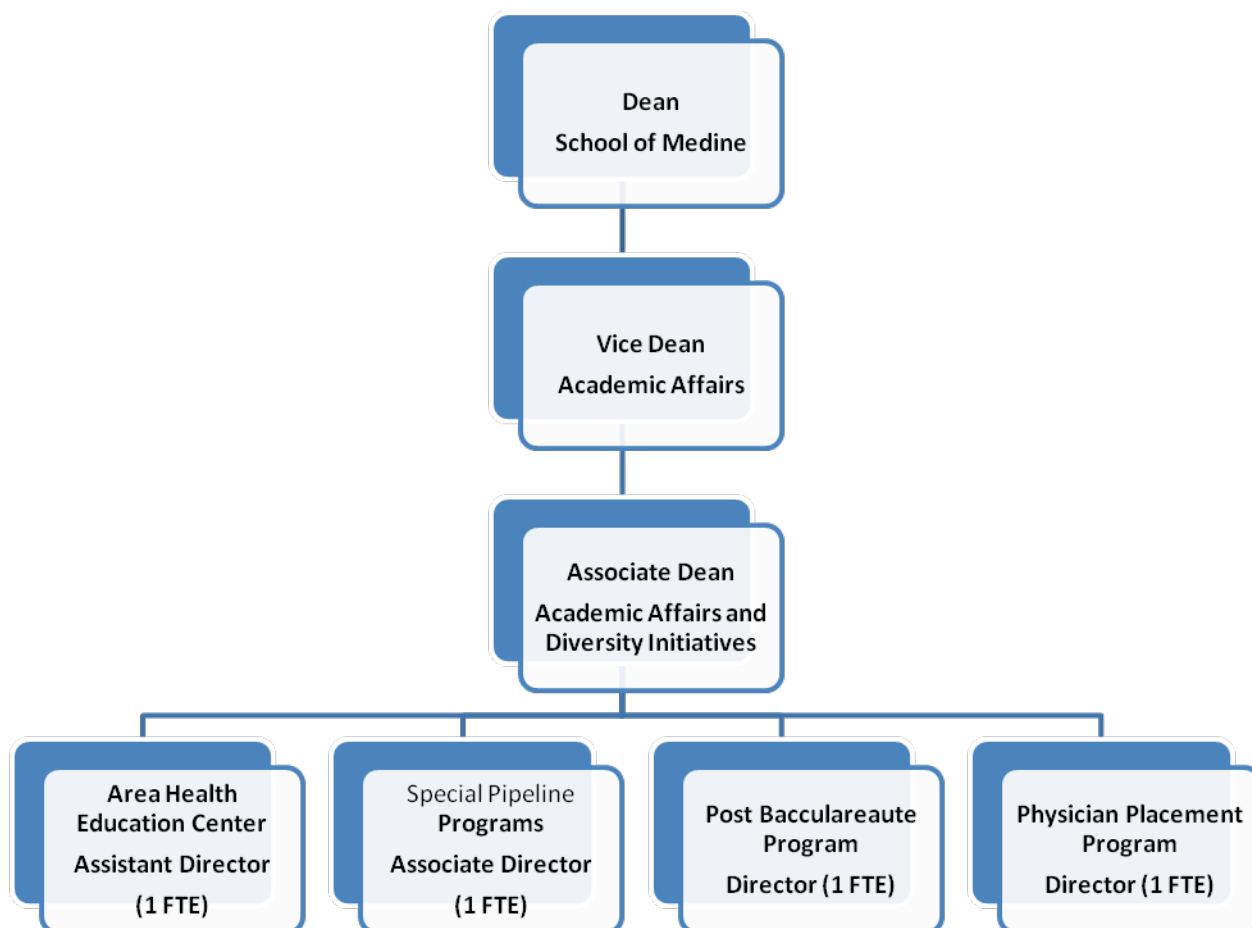 Dean
School of Medine
Vice Dean
Academic Affairs
Associate Dean
Academic Affairs and
Diversity Initiatives
Area Health
Education Center
Assistant Director
(1 FTE)
Special Pipeline
Programs
Associate Director
(1 FTE)
Post Bacculareaute
Program
Director (1 FTE)
Physician Placement
Program
Director (1 FTE)